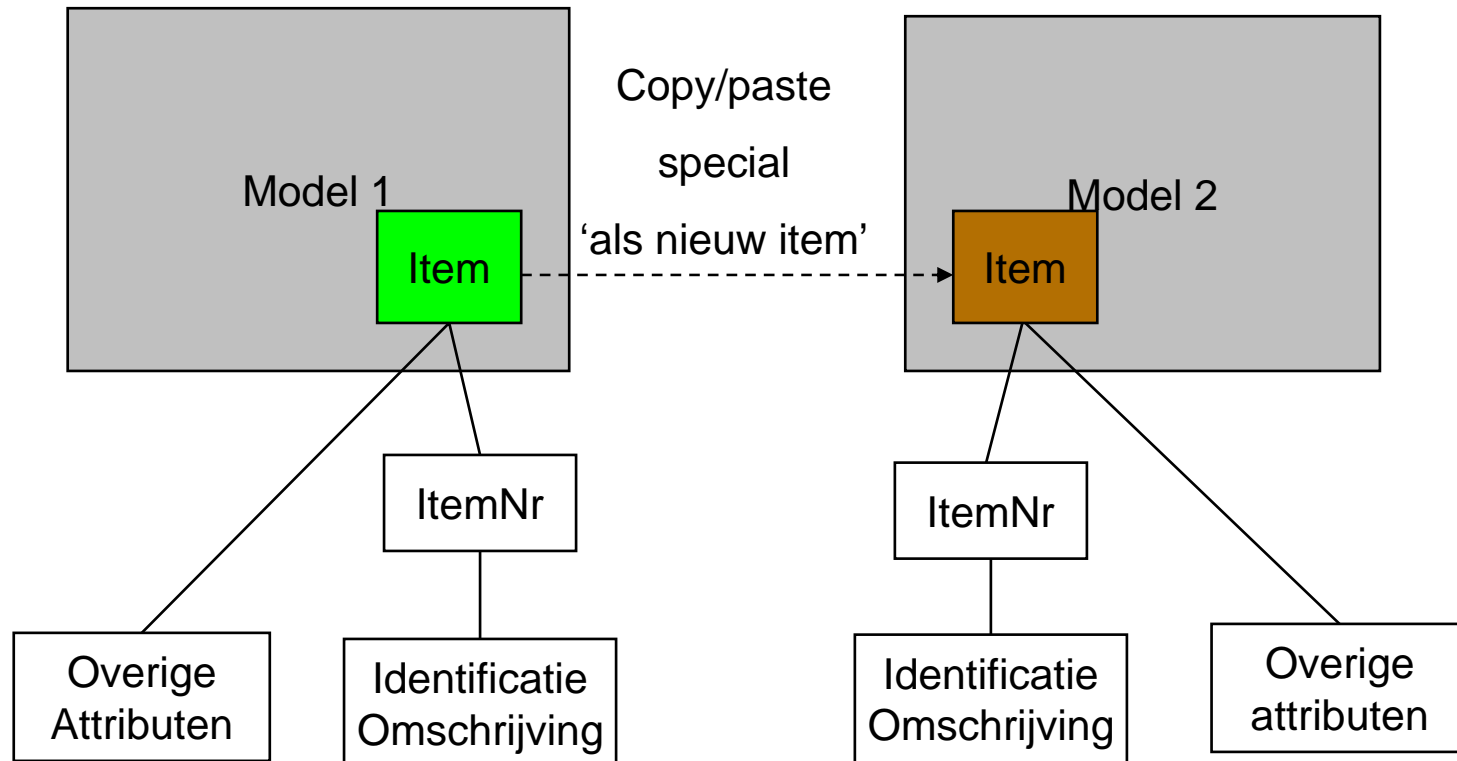 Copy/paste
special
‘als nieuw item’
Model 1
Item
Model 2
Item
ItemNr
ItemNr
Overige
Attributen
Identificatie
Omschrijving
Identificatie
Omschrijving
Overige
attributen